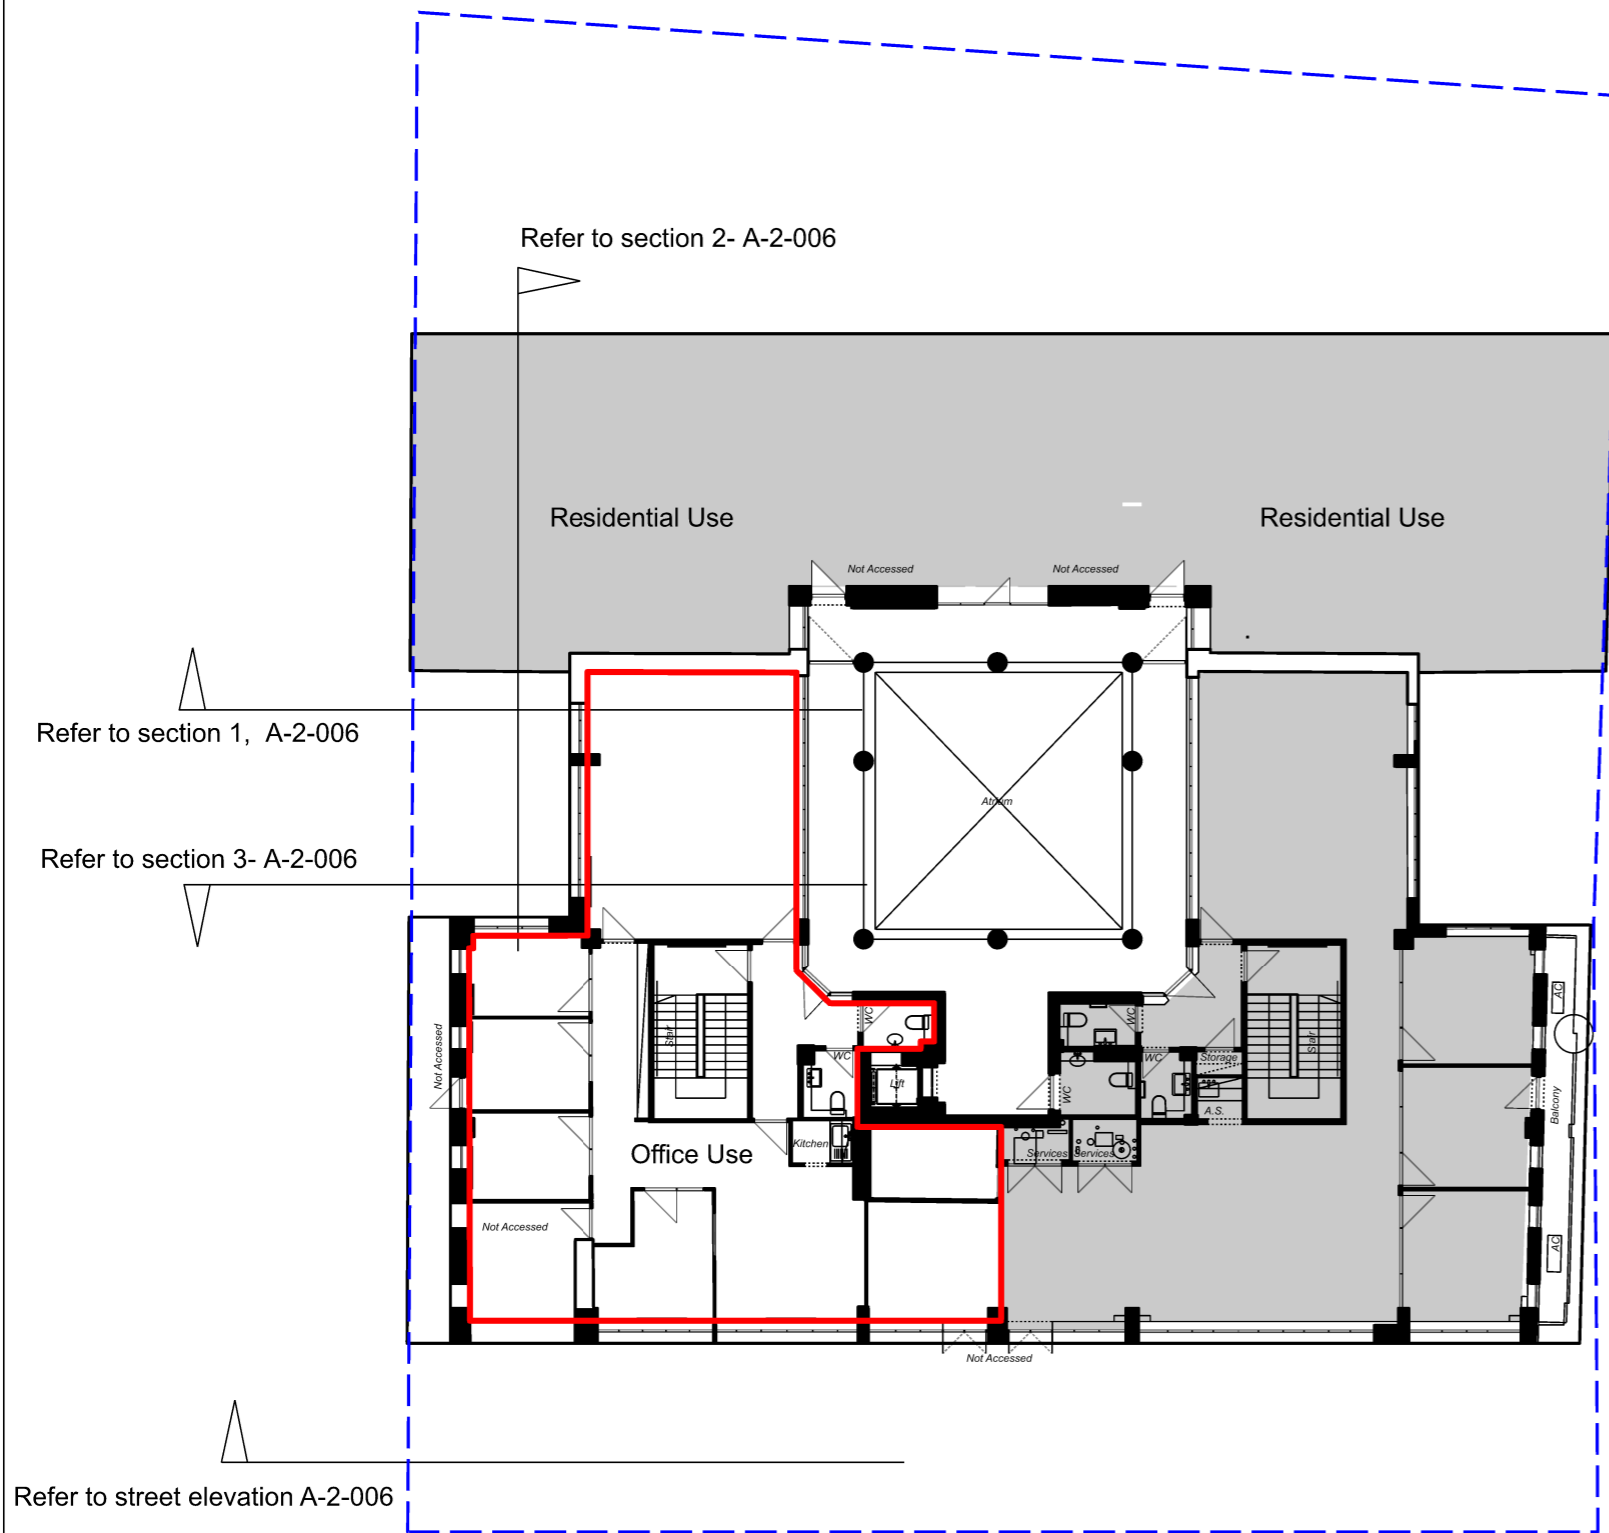 Refer to section 2- A-2-006
Residential Use
Residential Use
Not Accessed
Not Accessed
Refer to section 1, A-2-006
Atrium
Refer to section 3- A-2-006
AC
WC
WC
Not Accessed
Stair
Stair
WC
WC
Storage
Lift
WC
A.S.
Balcony
Kitchen
Office Use
Services
Services
Not Accessed
AC
Not Accessed
Refer to street elevation A-2-006